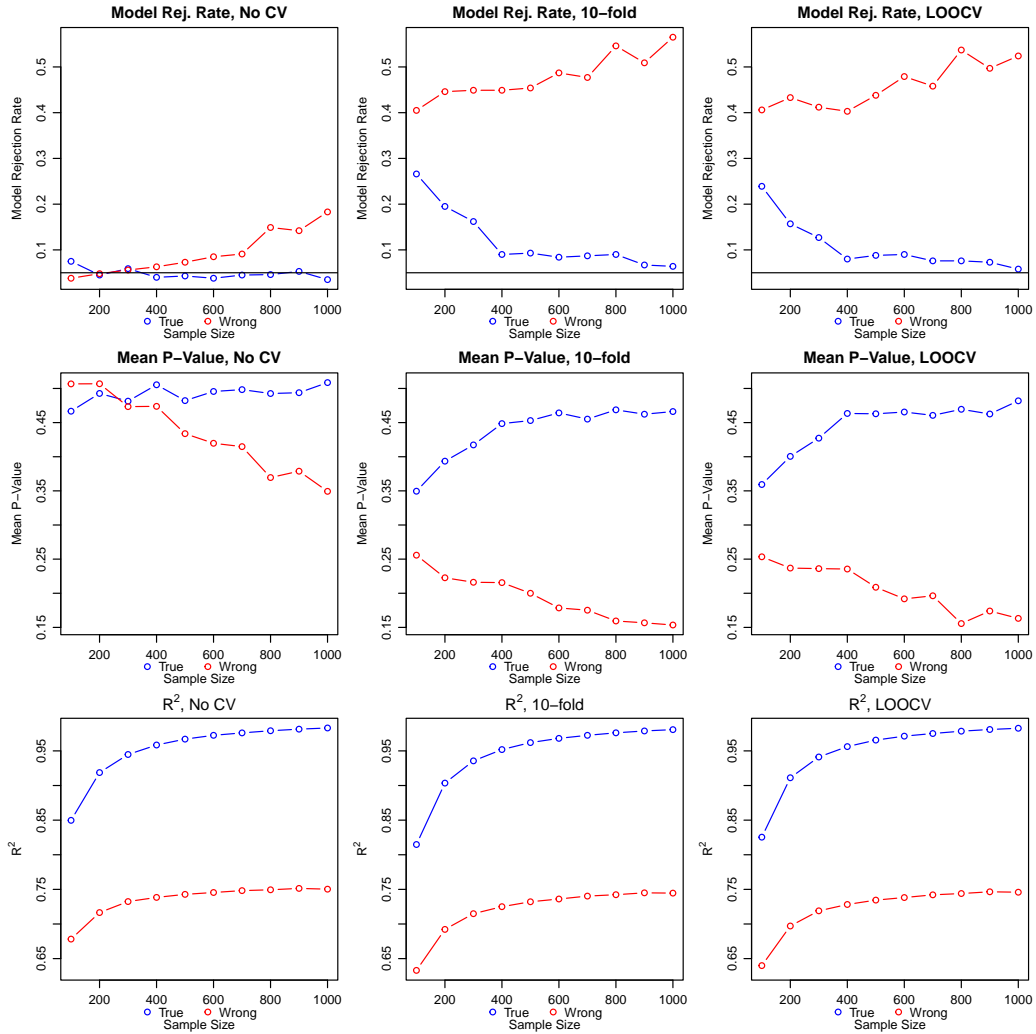 Model Rej. Rate, No CV
Model Rejection Rate
0.1 0.2 0.3 0.4 0.5
200 400 600 800 1000
True Wrong
Sample Size
Model Rej. Rate, 10−fold
Model Rejection Rate
0.1 0.2 0.3 0.4 0.5
200 400 600 800 1000
True Wrong
Sample Size
Model Rej. Rate, LOOCV
Model Rejection Rate
0.1 0.2 0.3 0.4 0.5
200 400 600 800 1000
True Wrong
Sample Size
Mean P−Value, No CV
Mean P−Value
0.15 0.25 0.35 0.45
200 400 600 800 1000
True Wrong
Sample Size
Mean P−Value, 10−fold
Mean P−Value
0.15 0.25 0.35 0.45
200 400 600 800 1000
True Wrong
Sample Size
Mean P−Value, LOOCV
Mean P−Value
0.15 0.25 0.35 0.45
200 400 600 800 1000
True Wrong
Sample Size
R², No CV
R²
0.65 0.75 0.85 0.95
200 400 600 800 1000
True Wrong
Sample Size
R², 10−fold
R²
0.65 0.75 0.85 0.95
200 400 600 800 1000
True Wrong
Sample Size
R², LOOCV
R²
0.65 0.75 0.85 0.95
200 400 600 800 1000
True Wrong
Sample Size